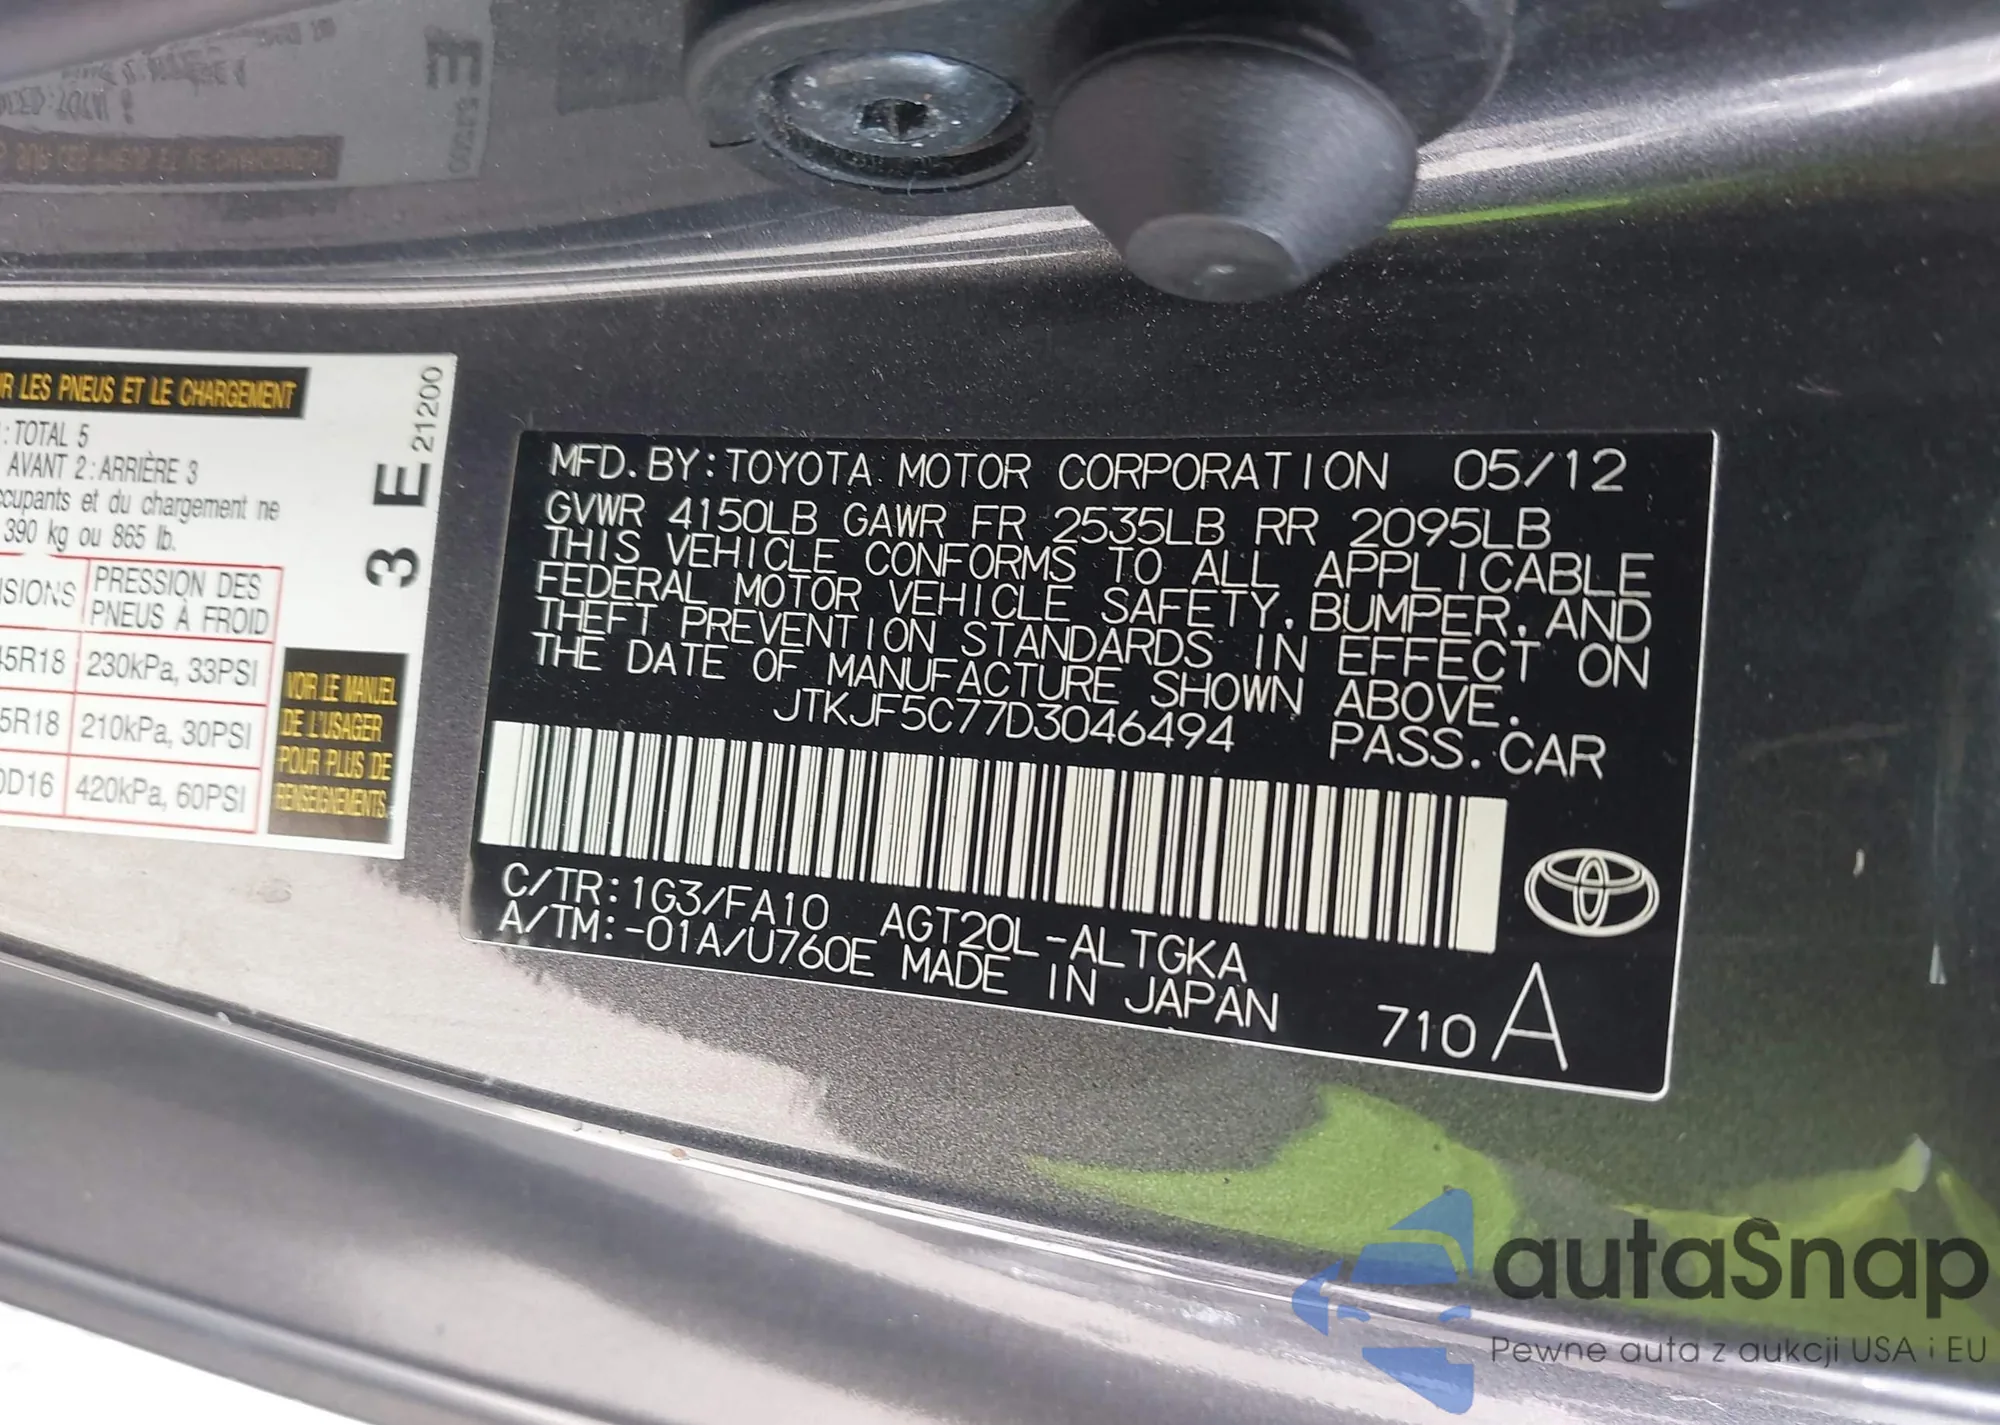 R LES PNEUS ET LE CHARGEMENT
: TOTAL 5
AVANT 2 : ARRIÈRE 3
ccupants et du chargement ne
390 kg ou 865 lb.
SIONS PRESSION DES
PNEUS À FROID
45R18 230kPa, 33PSI
5R18 210kPa, 30PSI
0D16 420kPa, 60PSI
VOIR LE MANUEL
DE L'USAGER
POUR PLUS DE
RENSEIGNEMENTS.
3 E 21200
MFD. BY: TOYOTA MOTOR CORPORATION 05/12
GVWR 4150LB GAWR FR 2535LB RR 2095LB
THIS VEHICLE CONFORMS TO ALL APPLICABLE
FEDERAL MOTOR VEHICLE SAFETY, BUMPER, AND
THEFT PREVENTION STANDARDS IN EFFECT ON
THE DATE OF MANUFACTURE SHOWN ABOVE.
JTKJF5C77D3046494 PASS. CAR
C/TR: 1G3/FA10 AGT20L-ALTGKA
A/TM: -01A/U760E MADE IN JAPAN
710 A
autaSnap
Pewne auta z aukcji USA i EU